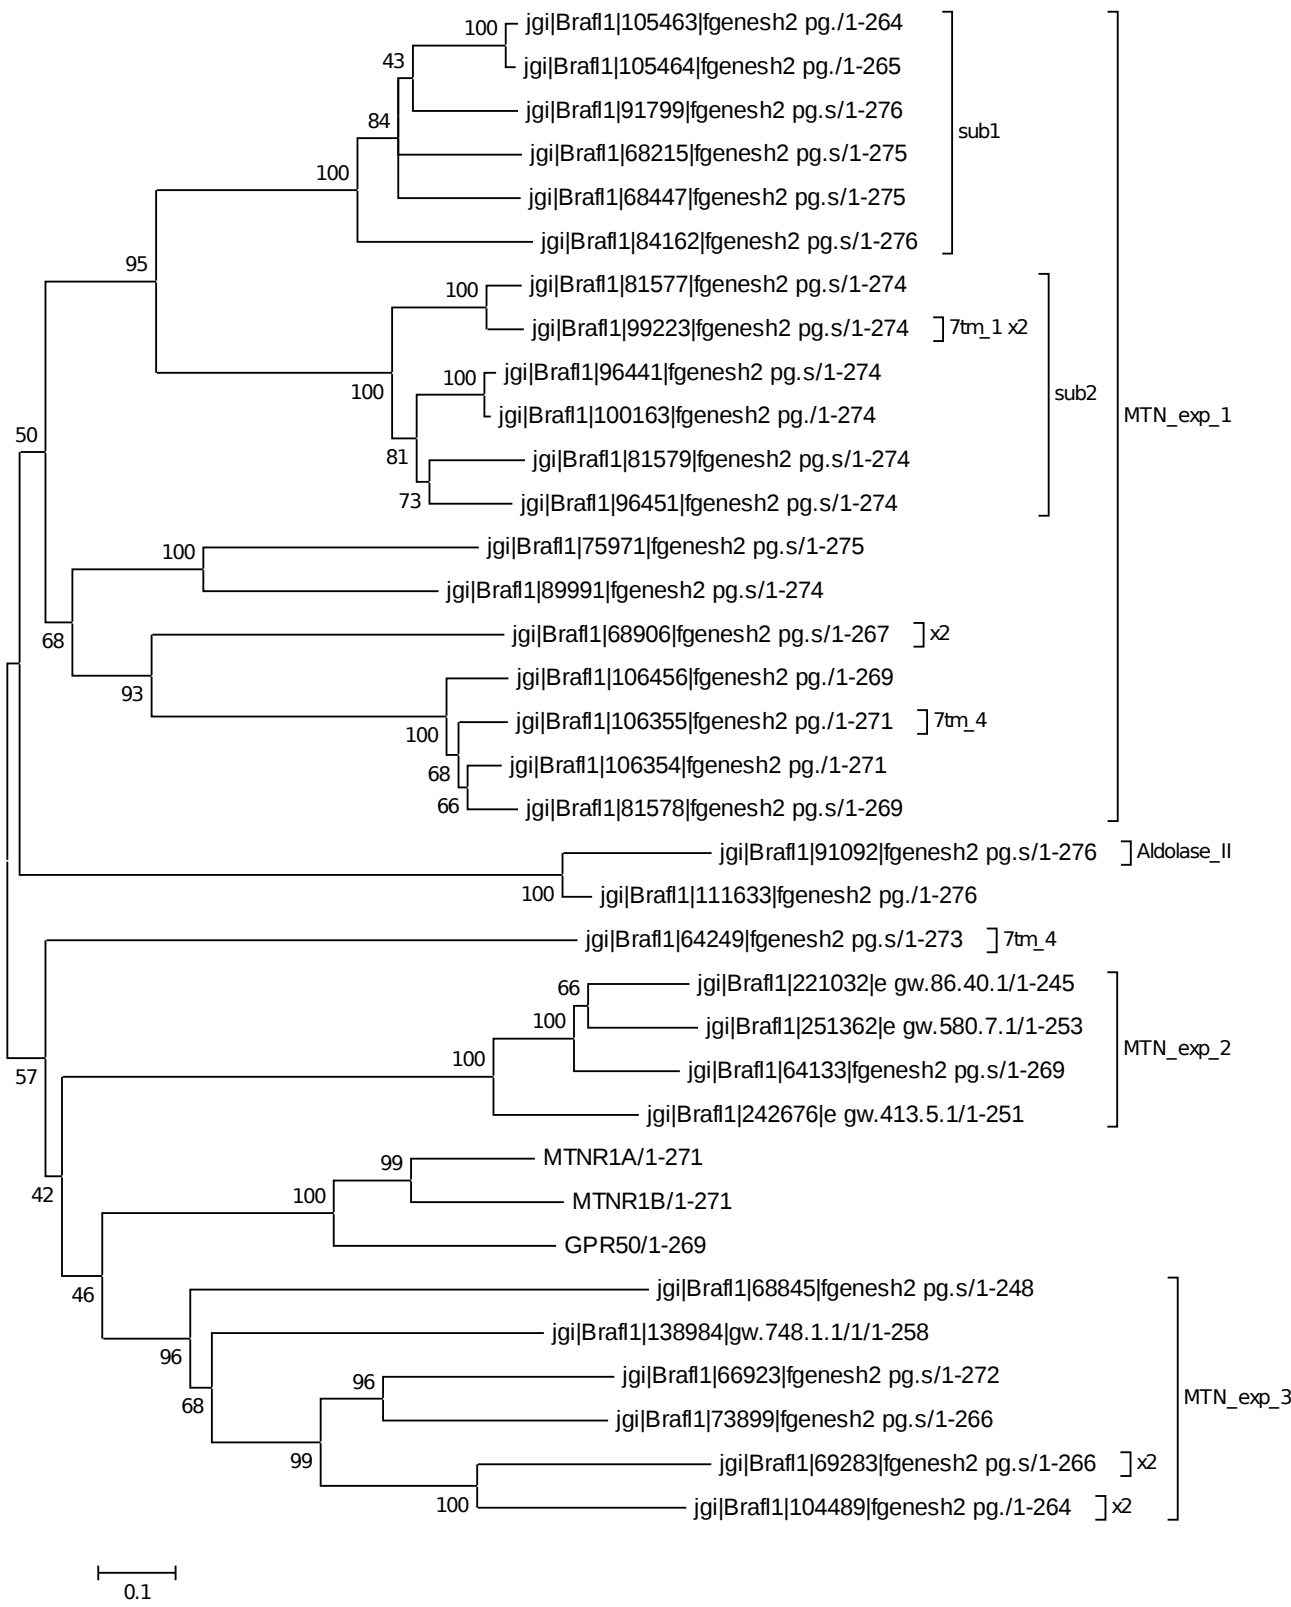 100
jgi|Brafl1|105463|fgenesh2 pg./1-264
jgi|Brafl1|105464|fgenesh2 pg./1-265
43
jgi|Brafl1|91799|fgenesh2 pg.s/1-276
84
sub1
jgi|Brafl1|68215|fgenesh2 pg.s/1-275
100
jgi|Brafl1|68447|fgenesh2 pg.s/1-275
jgi|Brafl1|84162|fgenesh2 pg.s/1-276
95
100
jgi|Brafl1|81577|fgenesh2 pg.s/1-274
jgi|Brafl1|99223|fgenesh2 pg.s/1-274 7tm_1 x2
100
jgi|Brafl1|96441|fgenesh2 pg.s/1-274
100
sub2
jgi|Brafl1|100163|fgenesh2 pg./1-274
MTN_exp_1
50
81
jgi|Brafl1|81579|fgenesh2 pg.s/1-274
73
jgi|Brafl1|96451|fgenesh2 pg.s/1-274
100
jgi|Brafl1|75971|fgenesh2 pg.s/1-275
jgi|Brafl1|89991|fgenesh2 pg.s/1-274
68
jgi|Brafl1|68906|fgenesh2 pg.s/1-267 x2
93
jgi|Brafl1|106456|fgenesh2 pg./1-269
100
jgi|Brafl1|106355|fgenesh2 pg./1-271 7tm_4
68
jgi|Brafl1|106354|fgenesh2 pg./1-271
66
jgi|Brafl1|81578|fgenesh2 pg.s/1-269
jgi|Brafl1|91092|fgenesh2 pg.s/1-276 Aldolase_II
100
jgi|Brafl1|111633|fgenesh2 pg./1-276
jgi|Brafl1|64249|fgenesh2 pg.s/1-273 7tm_4
66
jgi|Brafl1|221032|e gw.86.40.1/1-245
100
jgi|Brafl1|251362|e gw.580.7.1/1-253
MTN_exp_2
100
57
jgi|Brafl1|64133|fgenesh2 pg.s/1-269
jgi|Brafl1|242676|e gw.413.5.1/1-251
99
MTNR1A/1-271
42
100
MTNR1B/1-271
GPR50/1-269
46
jgi|Brafl1|68845|fgenesh2 pg.s/1-248
96
jgi|Brafl1|138984|gw.748.1.1/1/1-258
96
jgi|Brafl1|66923|fgenesh2 pg.s/1-272
68
MTN_exp_3
jgi|Brafl1|73899|fgenesh2 pg.s/1-266
99
jgi|Brafl1|69283|fgenesh2 pg.s/1-266 x2
100
jgi|Brafl1|104489|fgenesh2 pg./1-264 x2
0.1